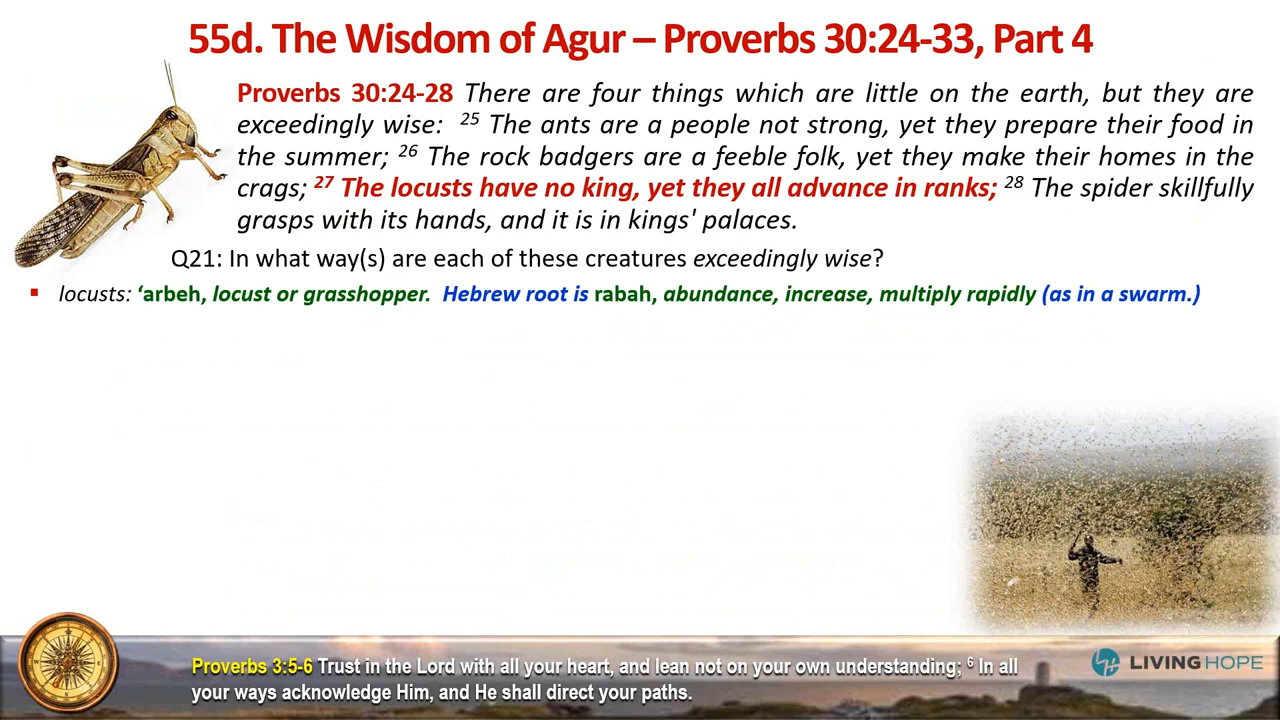 55d. The Wisdom of Agur – Proverbs 30:24-33, Part 4
Proverbs 30:24-28 There are four things which are little on the earth, but they are
exceedingly wise: 25 The ants are a people not strong, yet they prepare their food in
the summer; 26 The rock badgers are a feeble folk, yet they make their homes in the
crags; 27 The locusts have no king, yet they all advance in ranks; 28 The spider skillfully
grasps with its hands, and it is in kings' palaces.
Q21: In what way(s) are each of these creatures exceedingly wise?
▪ locusts: ‘arbeh, locust or grasshopper. Hebrew root is rabah, abundance, increase, multiply rapidly (as in a swarm.)
Proverbs 3:5-6 Trust in the Lord with all your heart, and lean not on your own understanding; 6 In all
your ways acknowledge Him, and He shall direct your paths.
LIVING HOPE